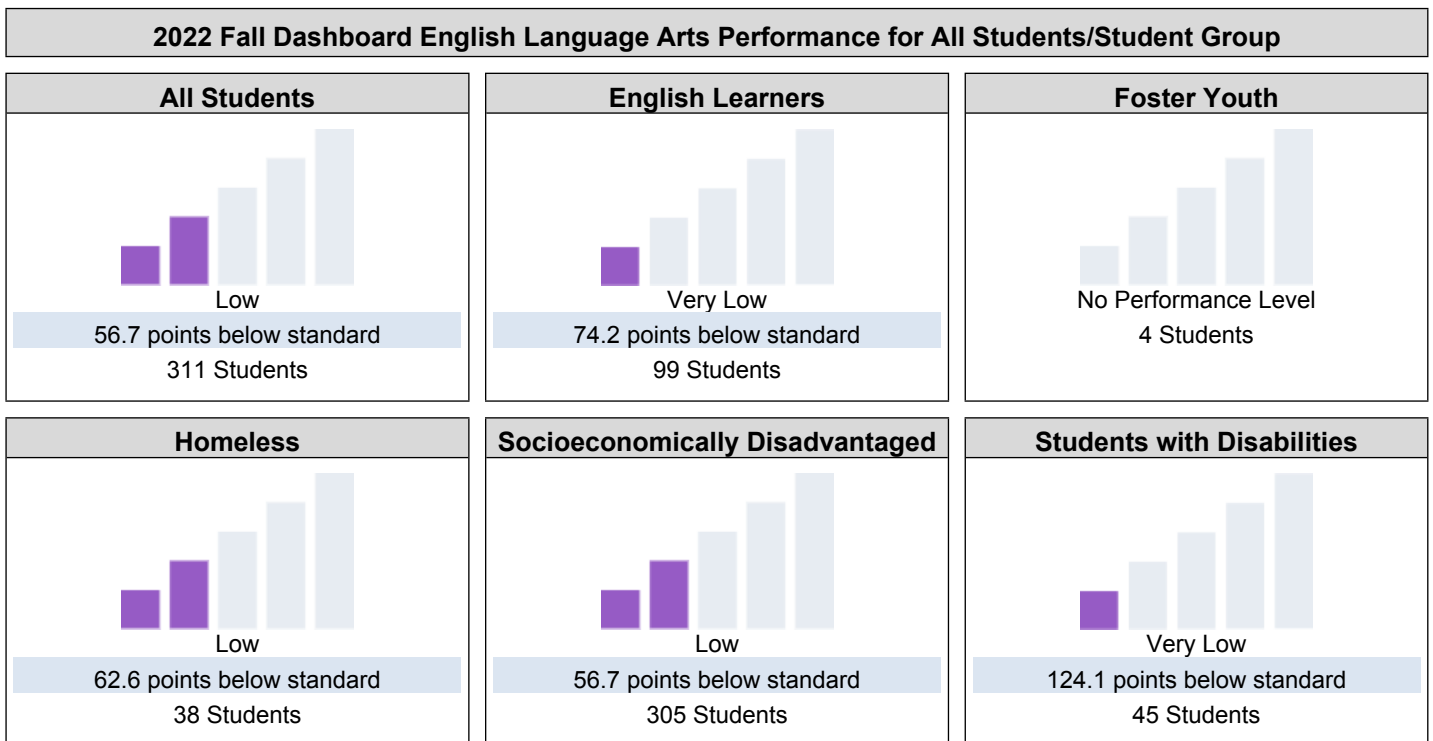 2022 Fall Dashboard English Language Arts Performance for All Students/Student Group
All Students
Low
56.7 points below standard
311 Students
English Learners
Very Low
74.2 points below standard
99 Students
Foster Youth
No Performance Level
4 Students
Homeless
Low
62.6 points below standard
38 Students
Socioeconomically Disadvantaged
Low
56.7 points below standard
305 Students
Students with Disabilities
Very Low
124.1 points below standard
45 Students